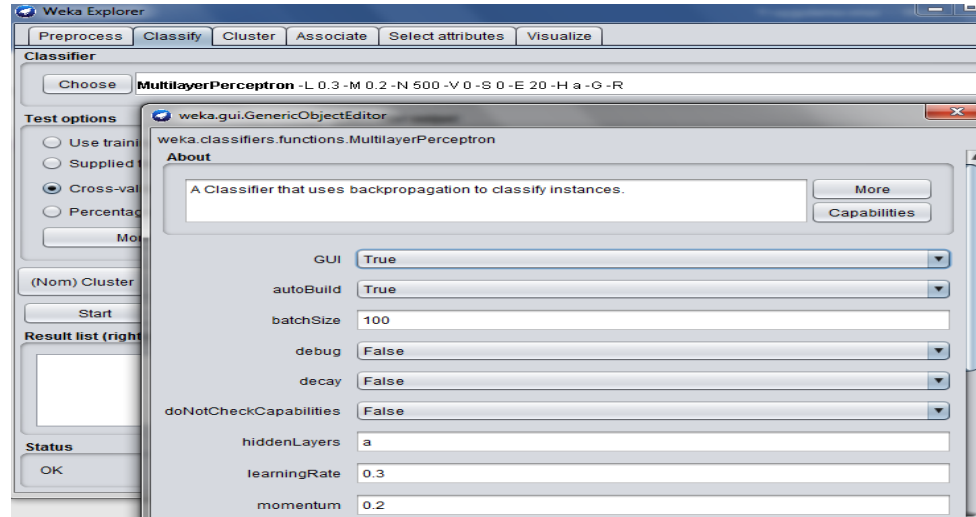 Weka Explorer
Preprocess Classify Cluster Associate Select attributes Visualize
Classifier
Choose MultilayerPerceptron -L 0.3 -M 0.2 -N 500 -V 0 -S 0 -E 20 -H a -G -R
Test options
Use traini
Supplied
Cross-val
Percentag
Mo
(Nom) Cluster
Start
Result list (right
Status
OK
weka.gui.GenericObjectEditor
weka.classifiers.functions.MultilayerPerceptron
About
A Classifier that uses backpropagation to classify instances.
More
Capabilities
GUI True
autoBuild True
batchSize 100
debug False
decay False
doNotCheckCapabilities False
hiddenLayers a
learningRate 0.3
momentum 0.2